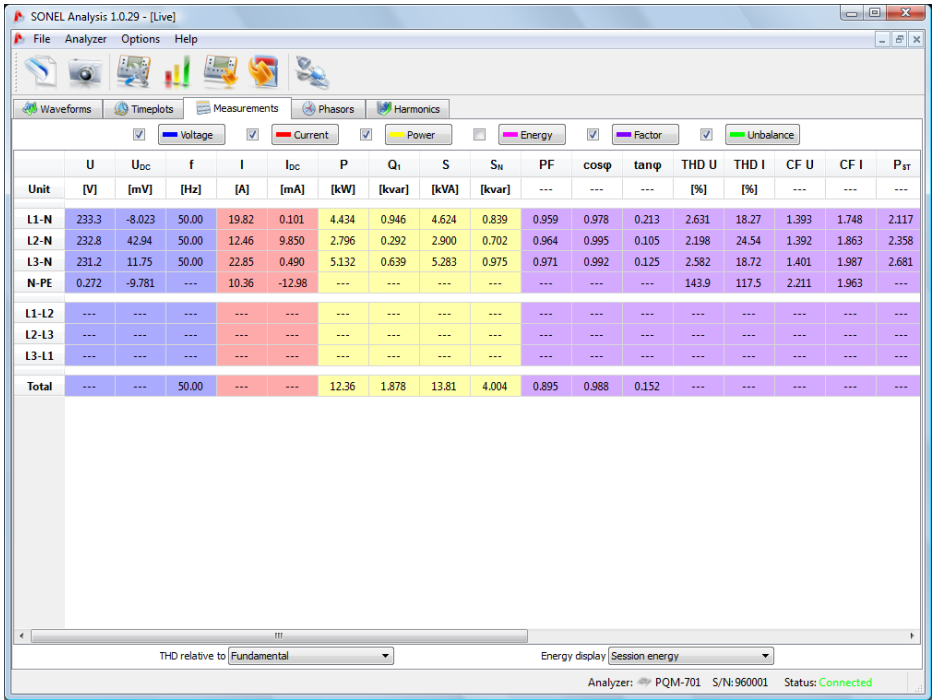 SONEL Analysis 1.0.29 - [Live]
File Analyzer Options Help
Waveforms Timeplots Measurements Phasors Harmonics
Voltage Current Power Energy Factor Unbalance
U UDC f I IDC P Q1 S SN PF cosφ tanφ THD U THD I CF U CF I PST
Unit [V] [mV] [Hz] [A] [mA] [kW] [kvar] [kVA] [kvar] --- --- --- [%] [%] --- --- ---
L1-N 233.3 -8.023 50.00 19.82 0.101 4.434 0.946 4.624 0.839 0.959 0.978 0.213 2.631 18.27 1.393 1.748 2.117
L2-N 232.8 42.94 50.00 12.46 9.850 2.796 0.292 2.900 0.702 0.964 0.995 0.105 2.198 24.54 1.392 1.863 2.358
L3-N 231.2 11.75 50.00 22.85 0.490 5.132 0.639 5.283 0.975 0.971 0.992 0.125 2.582 18.72 1.401 1.987 2.681
N-PE 0.272 -9.781 --- 10.36 -12.98 --- --- --- --- --- --- --- 143.9 117.5 2.211 1.963 ---
L1-L2 --- --- --- --- --- --- --- --- --- --- --- --- --- --- --- --- ---
L2-L3 --- --- --- --- --- --- --- --- --- --- --- --- --- --- --- --- ---
L3-L1 --- --- --- --- --- --- --- --- --- --- --- --- --- --- --- --- ---
Total --- --- 50.00 --- --- 12.36 1.878 13.81 4.004 0.895 0.988 0.152 --- --- --- --- ---
THD relative to Fundamental Energy display Session energy
Analyzer: PQM-701 S/N: 960001 Status: Connected